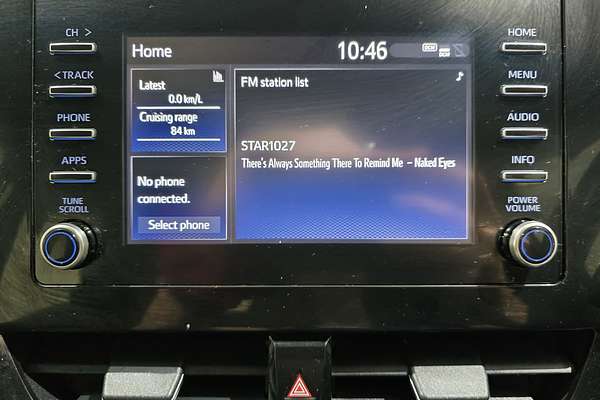 CH >
< TRACK
PHONE
APPS
TUNE
SCROLL
Home
10:46
DCM
Latest
0.0 km/L
Cruising range
84 km
No phone
connected.
Select phone
FM station list
STAR1027
There's Always Something There To Remind Me – Naked Eyes
HOME
MENU
AUDIO
INFO
POWER
VOLUME